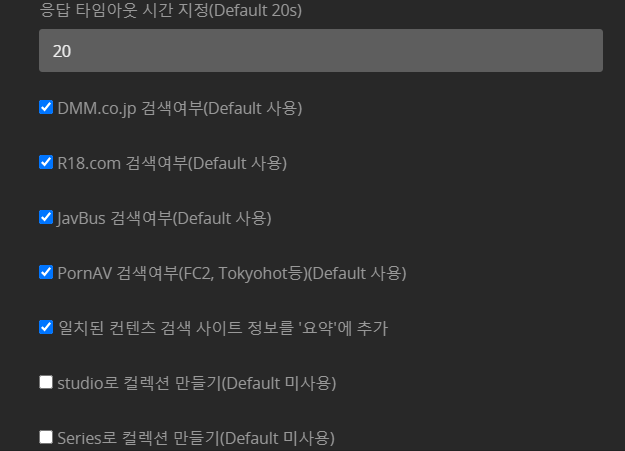 응답 타임아웃 시간 지정(Default 20s)
20
DMM.co.jp 검색여부(Default 사용)
R18.com 검색여부(Default 사용)
JavBus 검색여부(Default 사용)
PornAV 검색여부(FC2, Tokyohot등)(Default 사용)
일치된 컨텐츠 검색 사이트 정보를 '요약'에 추가
studio로 컬렉션 만들기(Default 미사용)
Series로 컬렉션 만들기(Default 미사용)